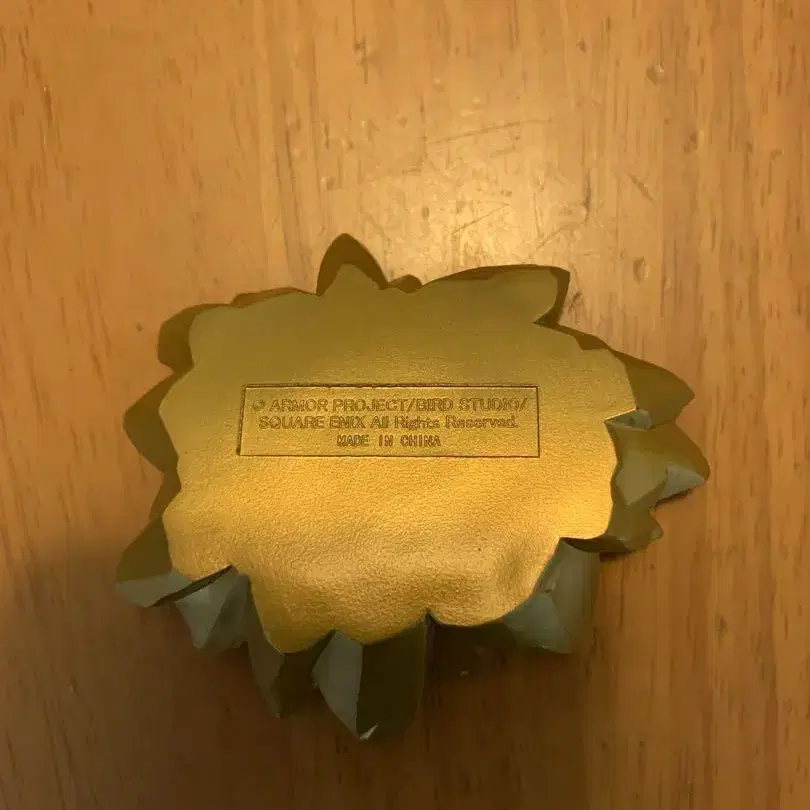 © ARMOR PROJECT/BIRD STUDIO/
SQUARE ENIX All Rights Reserved.
MADE IN CHINA